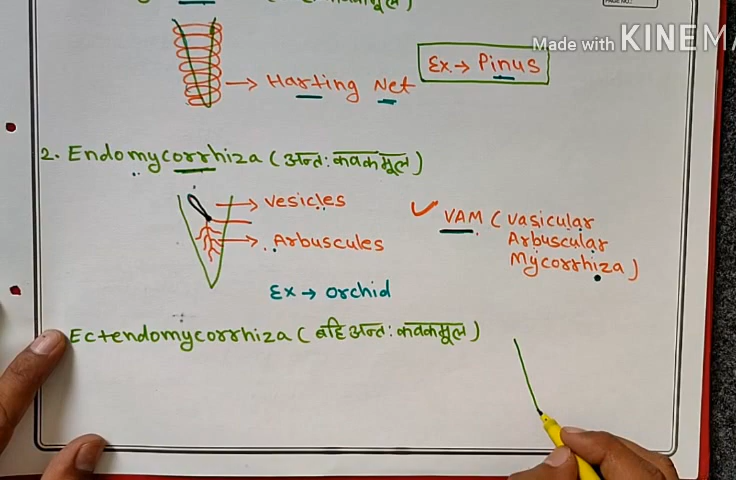 Made with KINEMA
Harting Net
Ex → Pinus
2. Endomycorrhiza (अन्त: कवकमूल)
Vesicles
Arbuscules
Ex → orchid
✓ VAM (Vasicular
Arbuscular
Mycorrhiza)
Ectendomycorrhiza (बहि अन्त: कवकमूल)